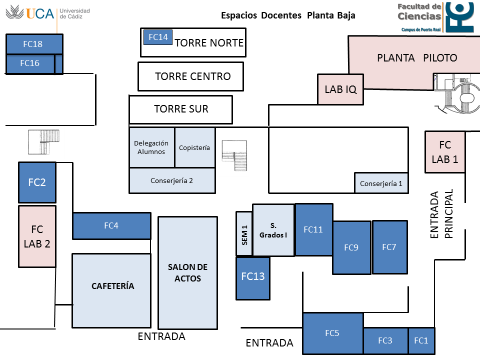 UCA
Universidad
de Cádiz
Espacios Docentes Planta Baja
Facultad de
Ciencias
Campus de Puerto Real
FC
FC18
FC16
FC14
TORRE NORTE
TORRE CENTRO
TORRE SUR
PLANTA PILOTO
LAB IQ
Delegación
Alumnos
Copistería
Conserjería 2
Conserjería 1
FC
LAB 1
FC2
FC
LAB 2
FC4
CAFETERÍA
SALON DE
ACTOS
SEM 1
S.
Grados I
FC11
FC13
FC9
FC7
ENTRADA
PRINCIPAL
ENTRADA
ENTRADA
FC5
FC3
FC1